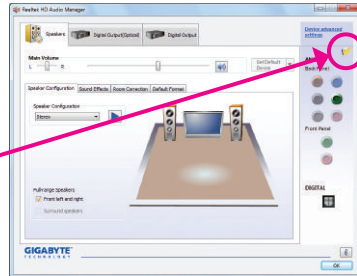 Realtek HD Audio Manager
Speakers
Digital Output(Optical)
Digital Output
Device advanced
settings
Main Volume
L
R
Set Default
Device
Back Panel
Speaker Configuration
Sound Effects
Room Correction
Default Format
Speaker Configuration
Stereo
Front Panel
Full-range Speakers
Front left and right
Surround speakers
DIGITAL
GIGABYTE
TECHNOLOGY
OK